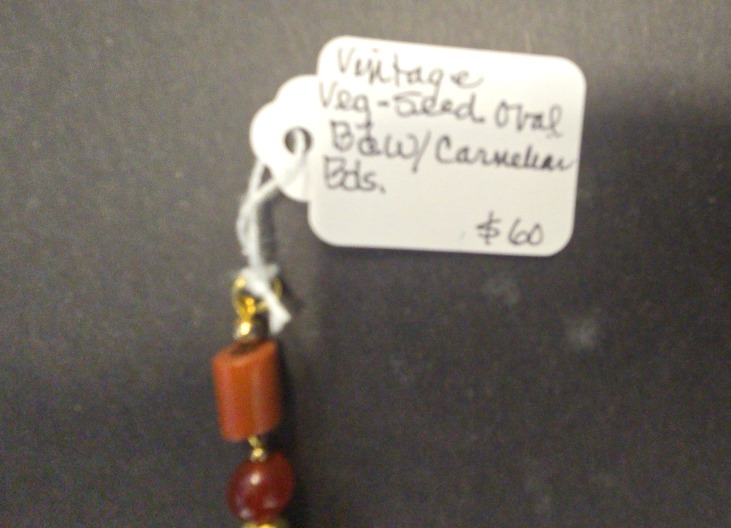 Vintage
Veg-Seed Oval
B&W/Carnelian
Bds.
$60